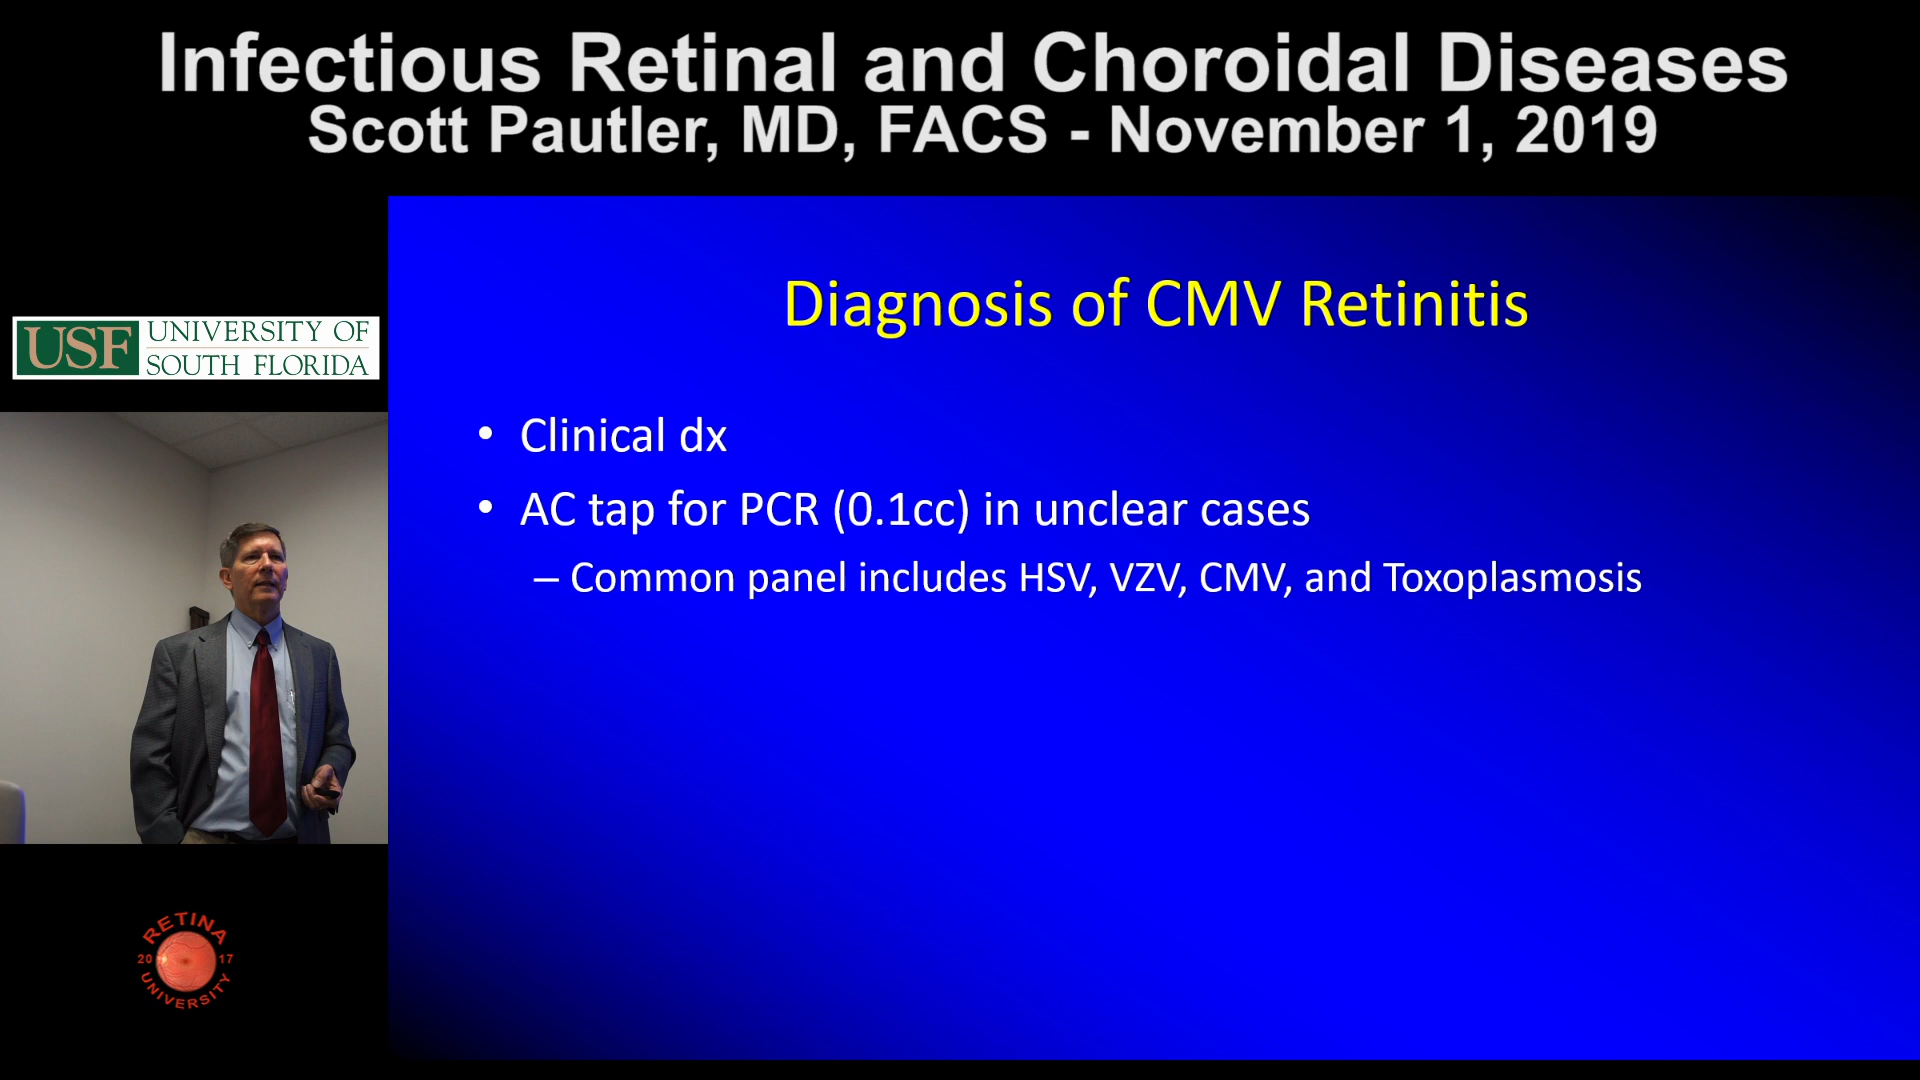 Infectious Retinal and Choroidal Diseases
Scott Pautler, MD, FACS - November 1, 2019
USF
UNIVERSITY OF
SOUTH FLORIDA
Diagnosis of CMV Retinitis
• Clinical dx
• AC tap for PCR (0.1cc) in unclear cases
– Common panel includes HSV, VZV, CMV, and Toxoplasmosis
RETINA
20 17
UNIVERSITY